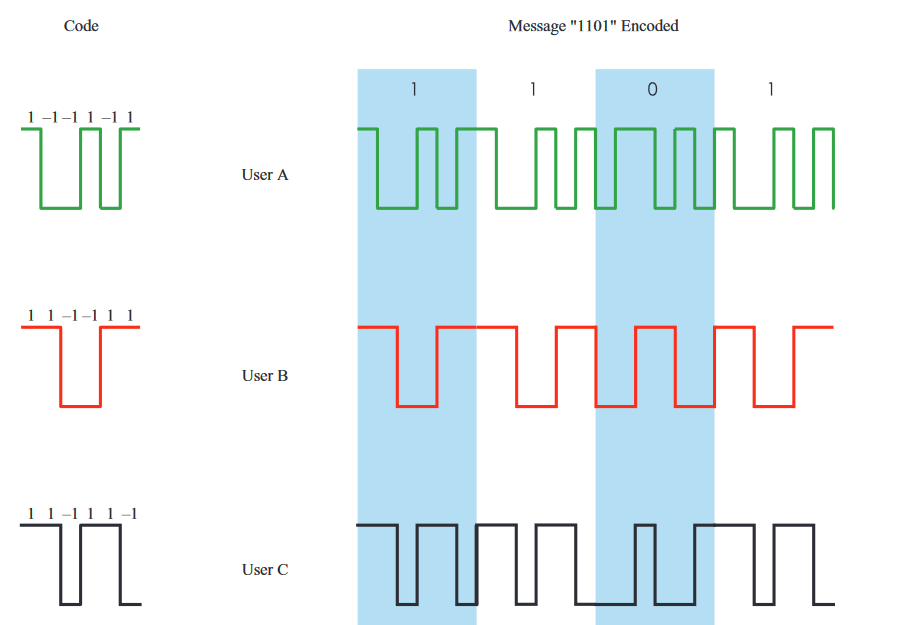 Code
Message "1101" Encoded
1 1 0 1
1 –1 –1 1 –1 1
User A
1 1 –1 –1 1 1
User B
1 1 –1 1 1 –1
User C